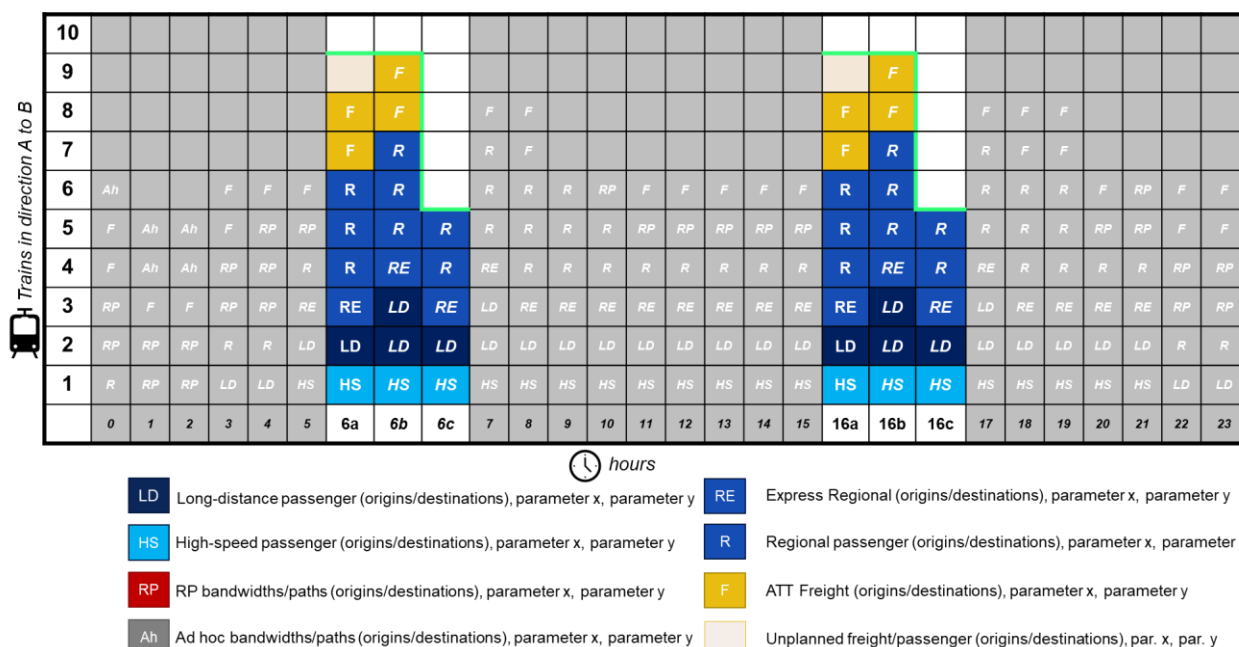 10
9 F F
8 F F F F F F F F F
7 F R R F F R R F F
6 Ah F F F R R R R R RP F F F F F R R R R R F RP F F
5 F Ah Ah F RP RP R R R R R R RP R RP RP RP RP R R R R R R RP RP F F
4 F Ah Ah RP RP R R RE R RE R R R R R R R R R RE R RE R R R R RP RP
3 RP F F RP RP RE RE LD RE LD RE RE RE RE RE RE RE RE RE LD RE LD RE RE RE RE RP RP
2 RP RP RP R R LD LD LD LD LD LD LD LD LD LD LD LD LD LD LD LD LD LD LD LD LD R R
1 R RP RP LD LD HS HS HS HS HS HS HS HS HS HS HS HS HS HS HS HS HS HS HS HS HS LD LD
0 1 2 3 4 5 6a 6b 6c 7 8 9 10 11 12 13 14 15 16a 16b 16c 17 18 19 20 21 22 23
Trains in direction A to B
hours
LD Long-distance passenger (origins/destinations), parameter x, parameter y
RE Express Regional (origins/destinations), parameter x, parameter y
HS High-speed passenger (origins/destinations), parameter x, parameter y
R Regional passenger (origins/destinations), parameter x, parameter
RP RP bandwidths/paths (origins/destinations), parameter x, parameter y
F ATT Freight (origins/destinations), parameter x, parameter y
Ah Ad hoc bandwidths/paths (origins/destinations), parameter x, parameter y
Unplanned freight/passenger (origins/destinations), par. x, par. y